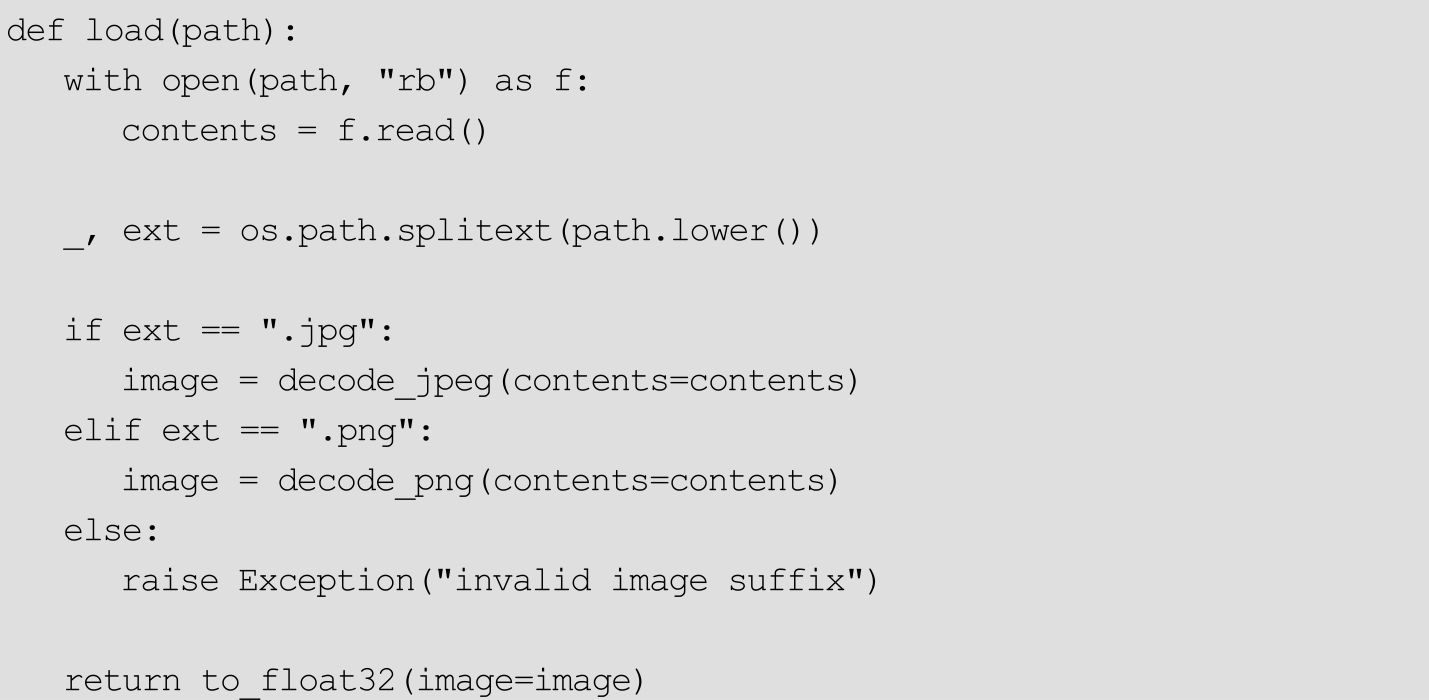 def load(path):
   with open(path, "rb") as f:
      contents = f.read()

   _, ext = os.path.splitext(path.lower())

   if ext == ".jpg":
      image = decode_jpeg(contents=contents)
   elif ext == ".png":
      image = decode_png(contents=contents)
   else:
      raise Exception("invalid image suffix")

   return to_float32(image=image)